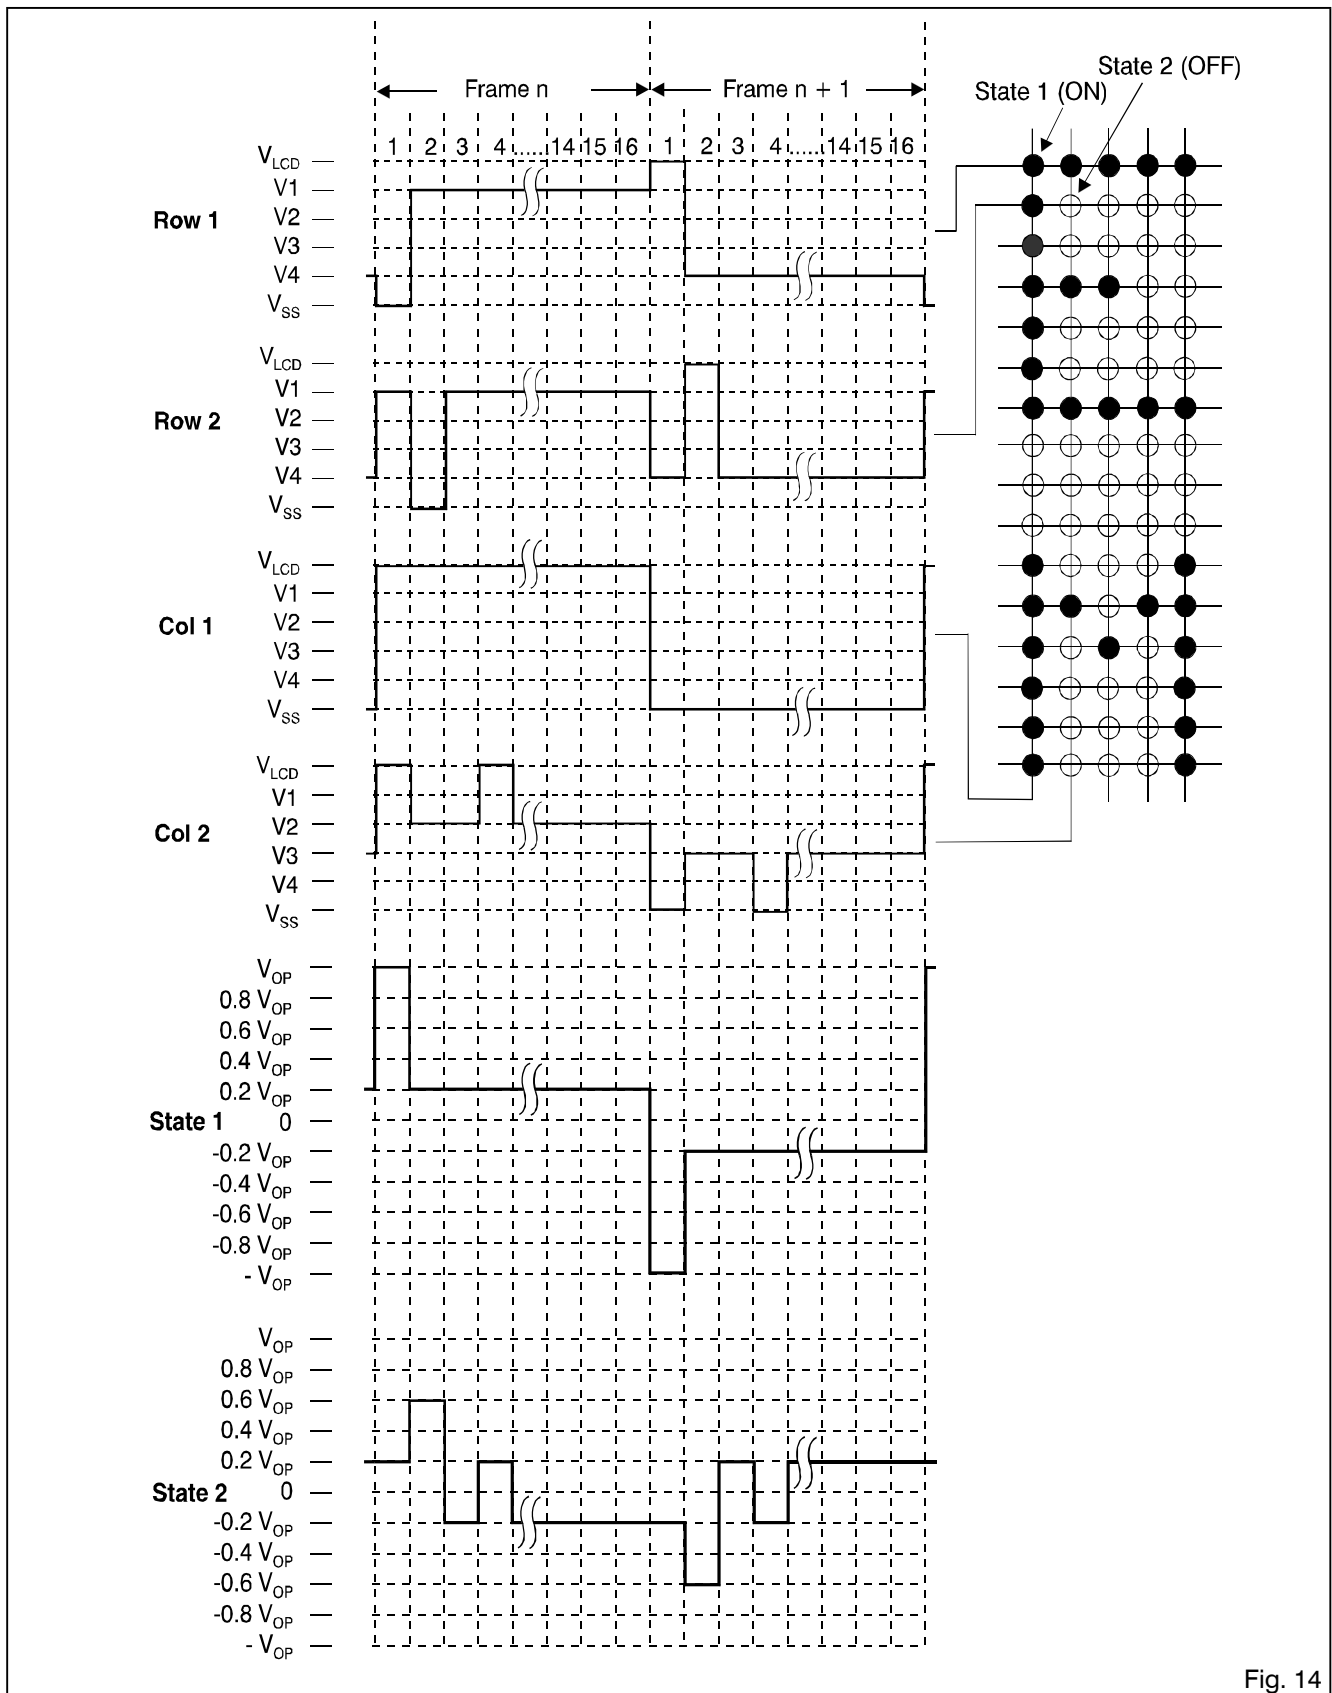 State 2 (OFF)
State 1 (ON)
Frame n
Frame n + 1
1 2 3 4 ...... 14 15 16 1 2 3 4 ...... 14 15 16
Row 1
VLCD
V1
V2
V3
V4
VSS
Row 2
VLCD
V1
V2
V3
V4
VSS
Col 1
VLCD
V1
V2
V3
V4
VSS
Col 2
VLCD
V1
V2
V3
V4
VSS
State 1
VOP
0.8 VOP
0.6 VOP
0.4 VOP
0.2 VOP
0
-0.2 VOP
-0.4 VOP
-0.6 VOP
-0.8 VOP
- VOP
State 2
VOP
0.8 VOP
0.6 VOP
0.4 VOP
0.2 VOP
0
-0.2 VOP
-0.4 VOP
-0.6 VOP
-0.8 VOP
- VOP
Fig. 14